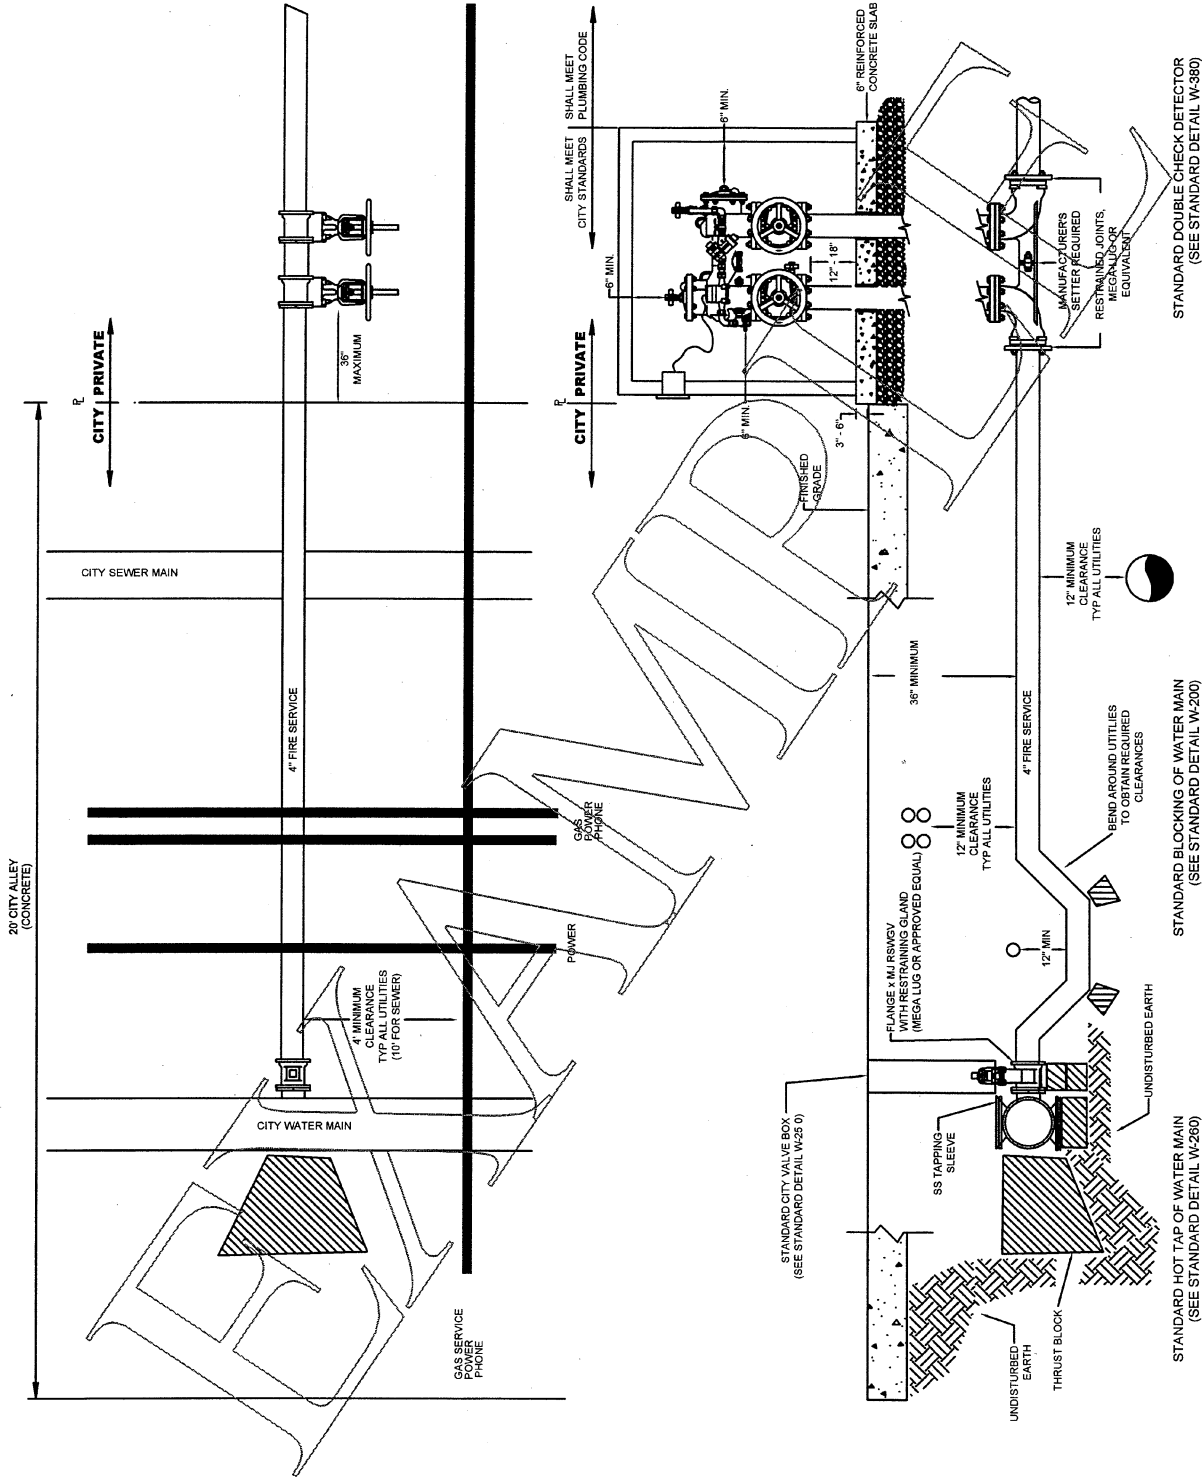 20' CITY ALLEY
(CONCRETE)
CITY PRIVATE
PL
36"
MAXIMUM
CITY SEWER MAIN
4" FIRE SERVICE
GAS
POWER
PHONE
POWER
4' MINIMUM
CLEARANCE
TYP ALL UTILITIES
(10' FOR SEWER)
CITY WATER MAIN
GAS SERVICE
POWER
PHONE
EXAMPLE
SHALL MEET
CITY STANDARDS
SHALL MEET
PLUMBING CODE
CITY PRIVATE
PL
6" MIN.
6" MIN.
6" MIN.
12" - 18"
6" REINFORCED
CONCRETE SLAB
3" - 6"
FINISHED
GRADE
36" MINIMUM
MANUFACTURER'S
SETTER REQUIRED
RESTRAINED JOINTS,
MEGA-LUG OR
EQUIVALENT
12" MINIMUM
CLEARANCE
TYP ALL UTILITIES
4" FIRE SERVICE
12" MINIMUM
CLEARANCE
TYP ALL UTILITIES
BEND AROUND UTITLIES
TO OBTAIN REQUIRED
CLEARANCES
12" MIN
FLANGE x MJ RSWGV
WITH RESTRAINING GLAND
(MEGA LUG OR APPROVED EQUAL)
STANDARD CITY VALVE BOX
(SEE STANDARD DETAIL W-25 0)
SS TAPPING
SLEEVE
UNDISTURBED EARTH
UNDISTURBED
EARTH
THRUST BLOCK
STANDARD HOT TAP OF WATER MAIN
(SEE STANDARD DETAIL W-260)
STANDARD BLOCKING OF WATER MAIN
(SEE STANDARD DETAIL W-200)
STANDARD DOUBLE CHECK DETECTOR
(SEE STANDARD DETAIL W-380)